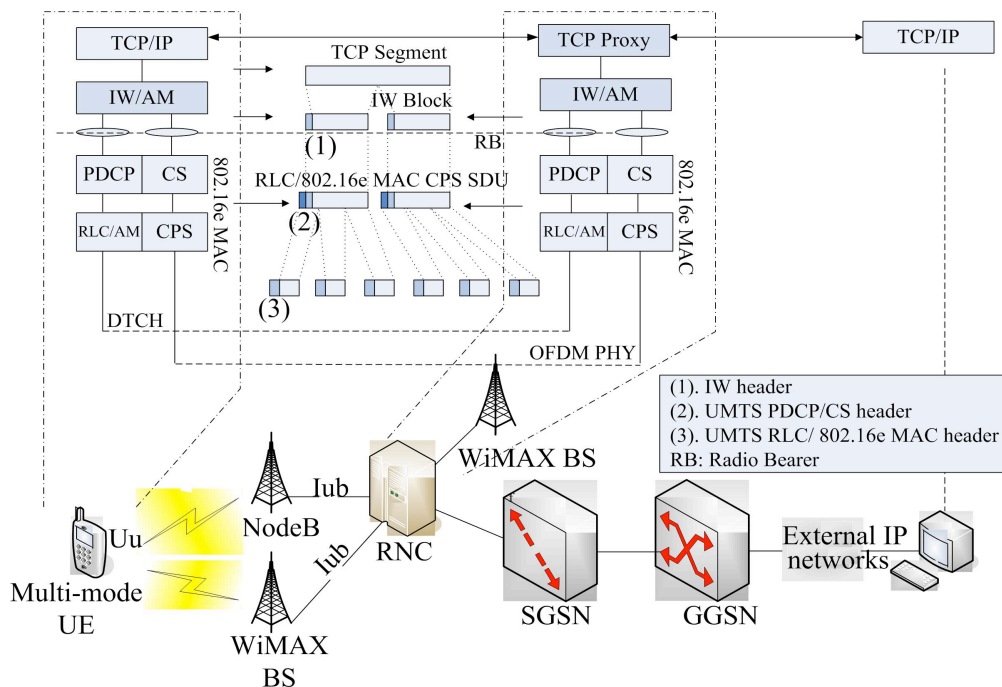 TCP/IP
TCP Proxy
TCP/IP
TCP Segment
IW/AM
IW Block
IW/AM
(1)
RB
PDCP
CS
802.16e MAC
RLC/802.16e MAC CPS SDU
PDCP
CS
802.16e MAC
(2)
RLC/AM
CPS
RLC/AM
CPS
(3)
DTCH
OFDM PHY
(1). IW header
(2). UMTS PDCP/CS header
(3). UMTS RLC/ 802.16e MAC header
RB: Radio Bearer
WiMAX BS
Iub
NodeB
Uu
RNC
Iub
External IP
networks
Multi-mode
UE
SGSN
GGSN
WiMAX
BS